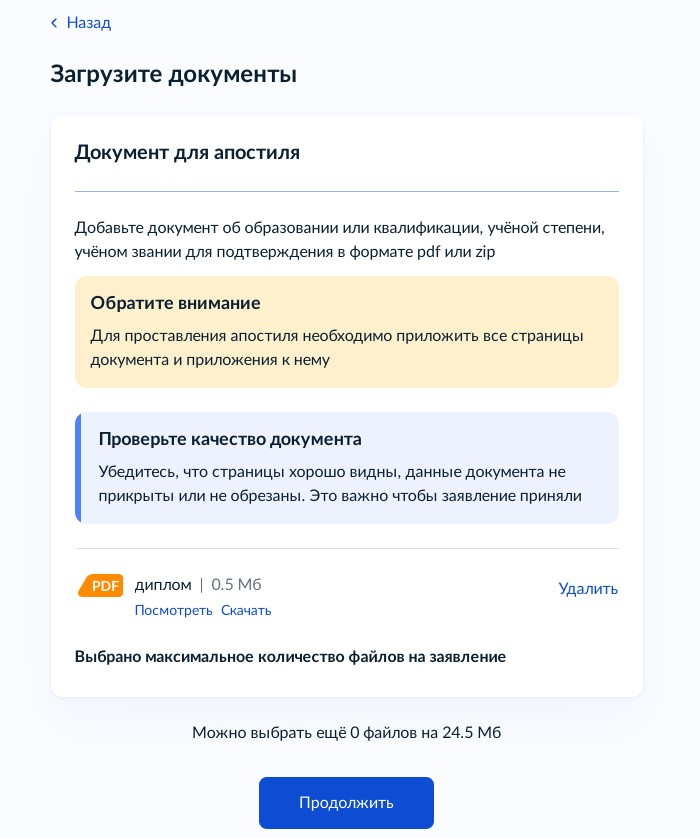 Назад
Загрузите документы
Документ для апостиля
Добавьте документ об образовании или квалификации, учёной степени,
учёном звании для подтверждения в формате pdf или zip
Обратите внимание
Для проставления апостиля необходимо приложить все страницы
документа и приложения к нему
Проверьте качество документа
Убедитесь, что страницы хорошо видны, данные документа не
прикрыты или не обрезаны. Это важно чтобы заявление приняли
PDF диплом | 0.5 Мб Удалить
Посмотреть Скачать
Выбрано максимальное количество файлов на заявление
Можно выбрать ещё 0 файлов на 24.5 Мб
Продолжить